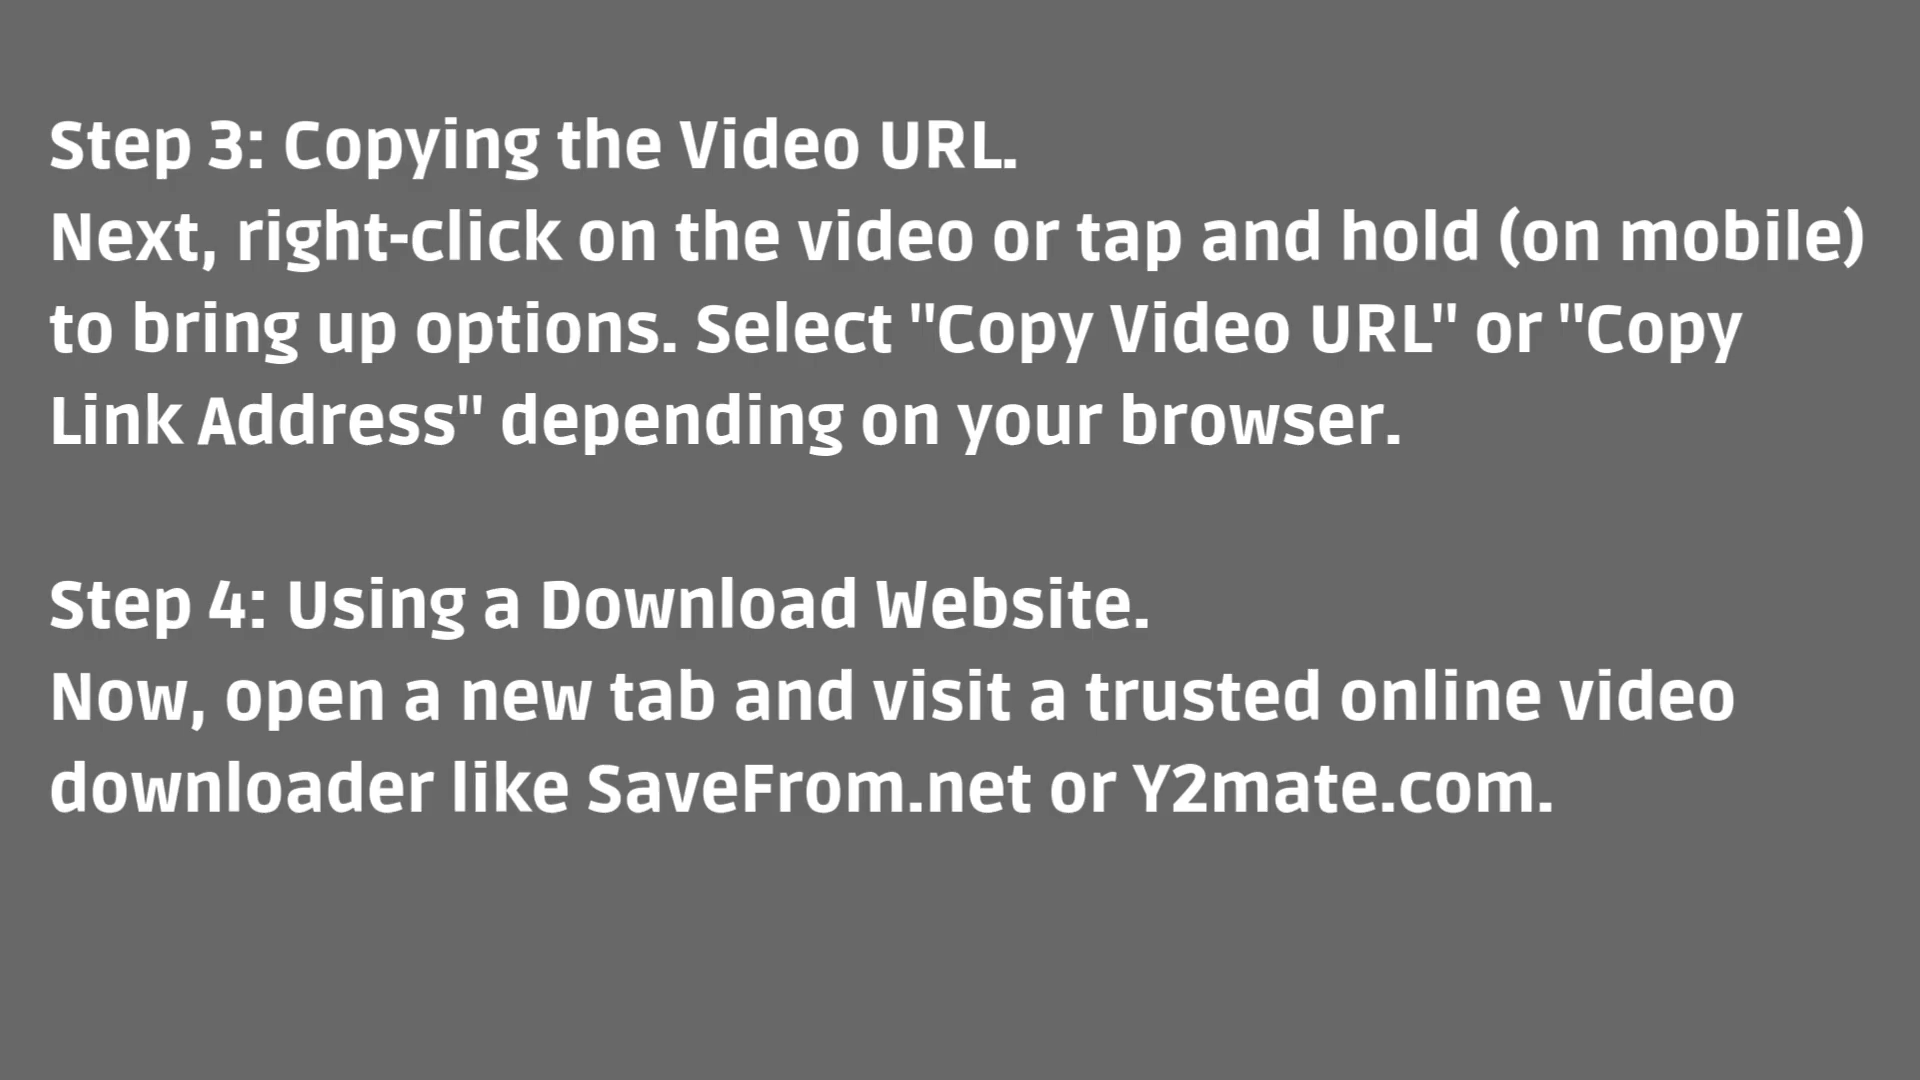 Step 3: Copying the Video URL.
Next, right-click on the video or tap and hold (on mobile)
to bring up options. Select "Copy Video URL" or "Copy
Link Address" depending on your browser.
Step 4: Using a Download Website.
Now, open a new tab and visit a trusted online video
downloader like SaveFrom.net or Y2mate.com.